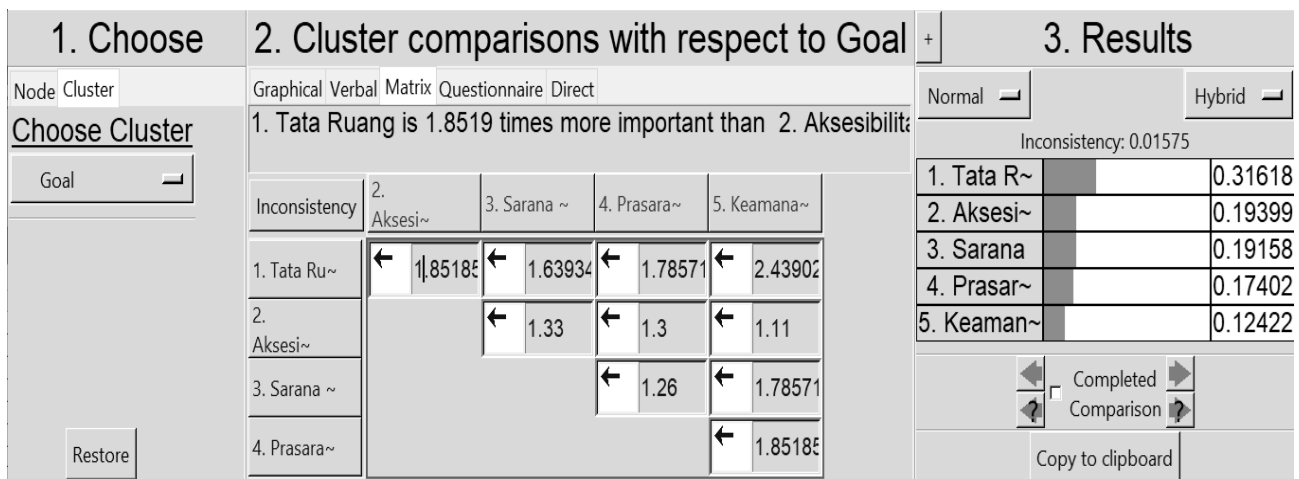 1. Choose
2. Cluster comparisons with respect to Goal
+
3. Results
Node Cluster
Graphical Verbal Matrix Questionnaire Direct
Normal
Hybrid
Choose Cluster
1. Tata Ruang is 1.8519 times more important than 2. Aksesibilita
Inconsistency: 0.01575
Goal
Inconsistency
2.
Aksesi~
3. Sarana ~
4. Prasara~
5. Keamana~
1. Tata Ru~ 1.85185 1.63934 1.78571 2.43902
2.
Aksesi~
1.33 1.3 1.11
3. Sarana ~ 1.26 1.78571
4. Prasara~ 1.85185
Restore
1. Tata R~ 0.31618
2. Aksesi~ 0.19399
3. Sarana 0.19158
4. Prasar~ 0.17402
5. Keaman~ 0.12422
Completed
? Comparison ?
Copy to clipboard